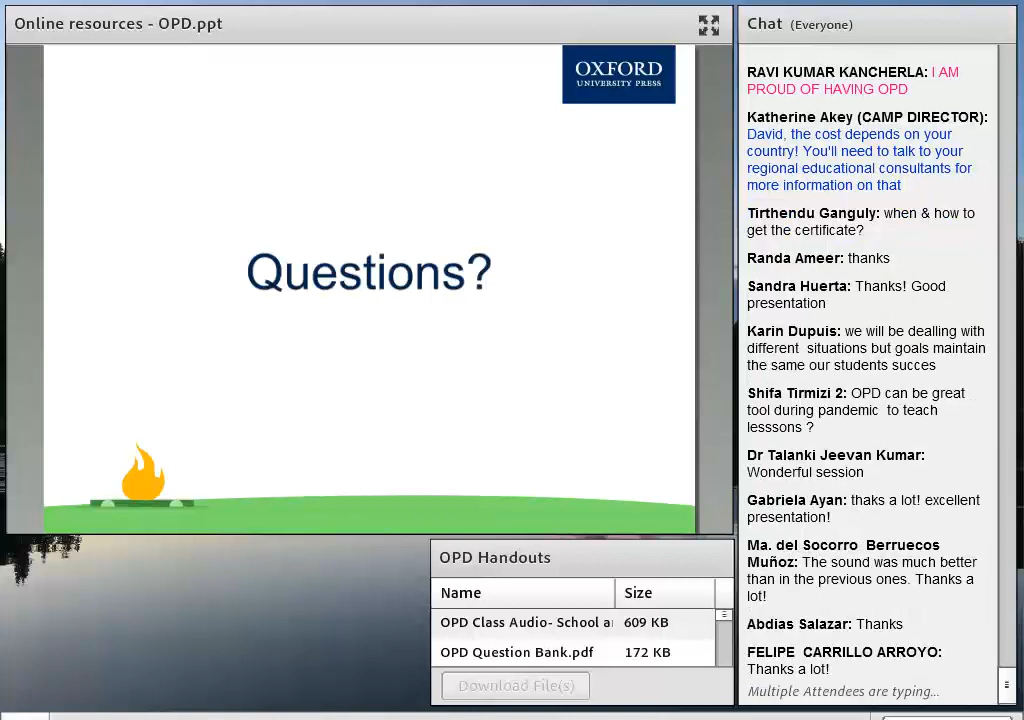 Online resources - OPD.ppt
OXFORD
UNIVERSITY PRESS
Questions?
OPD Handouts
Name Size
OPD Class Audio- School a 609 KB
OPD Question Bank.pdf 172 KB
Download File(s)
Chat (Everyone)
RAVI KUMAR KANCHERLA: I AM
PROUD OF HAVING OPD
Katherine Akey (CAMP DIRECTOR):
David, the cost depends on your
country! You'll need to talk to your
regional educational consultants for
more information on that
Tirthendu Ganguly: when & how to
get the certificate?
Randa Ameer: thanks
Sandra Huerta: Thanks! Good
presentation
Karin Dupuis: we will be dealling with
different situations but goals maintain
the same our students succes
Shifa Tirmizi 2: OPD can be great
tool during pandemic to teach
lesssons ?
Dr Talanki Jeevan Kumar:
Wonderful session
Gabriela Ayan: thaks a lot! excellent
presentation!
Ma. del Socorro Berruecos
Muñoz: The sound was much better
than in the previous ones. Thanks a
lot!
Abdias Salazar: Thanks
FELIPE CARRILLO ARROYO:
Thanks a lot!
Multiple Attendees are typing...